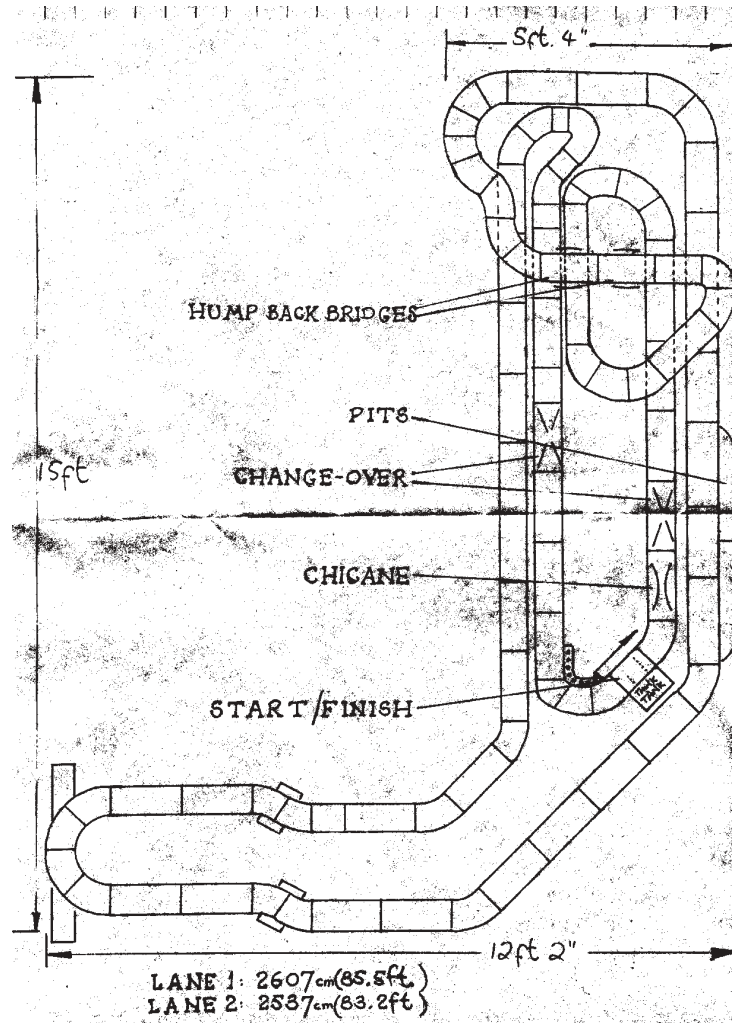 5ft. 4"
HUMP BACK BRIDGES
PITS
15ft
CHANGE-OVER
CHICANE
START/FINISH
12ft 2"
LANE 1: 2607cm(85.5ft.)
LANE 2: 2537cm(83.2ft)